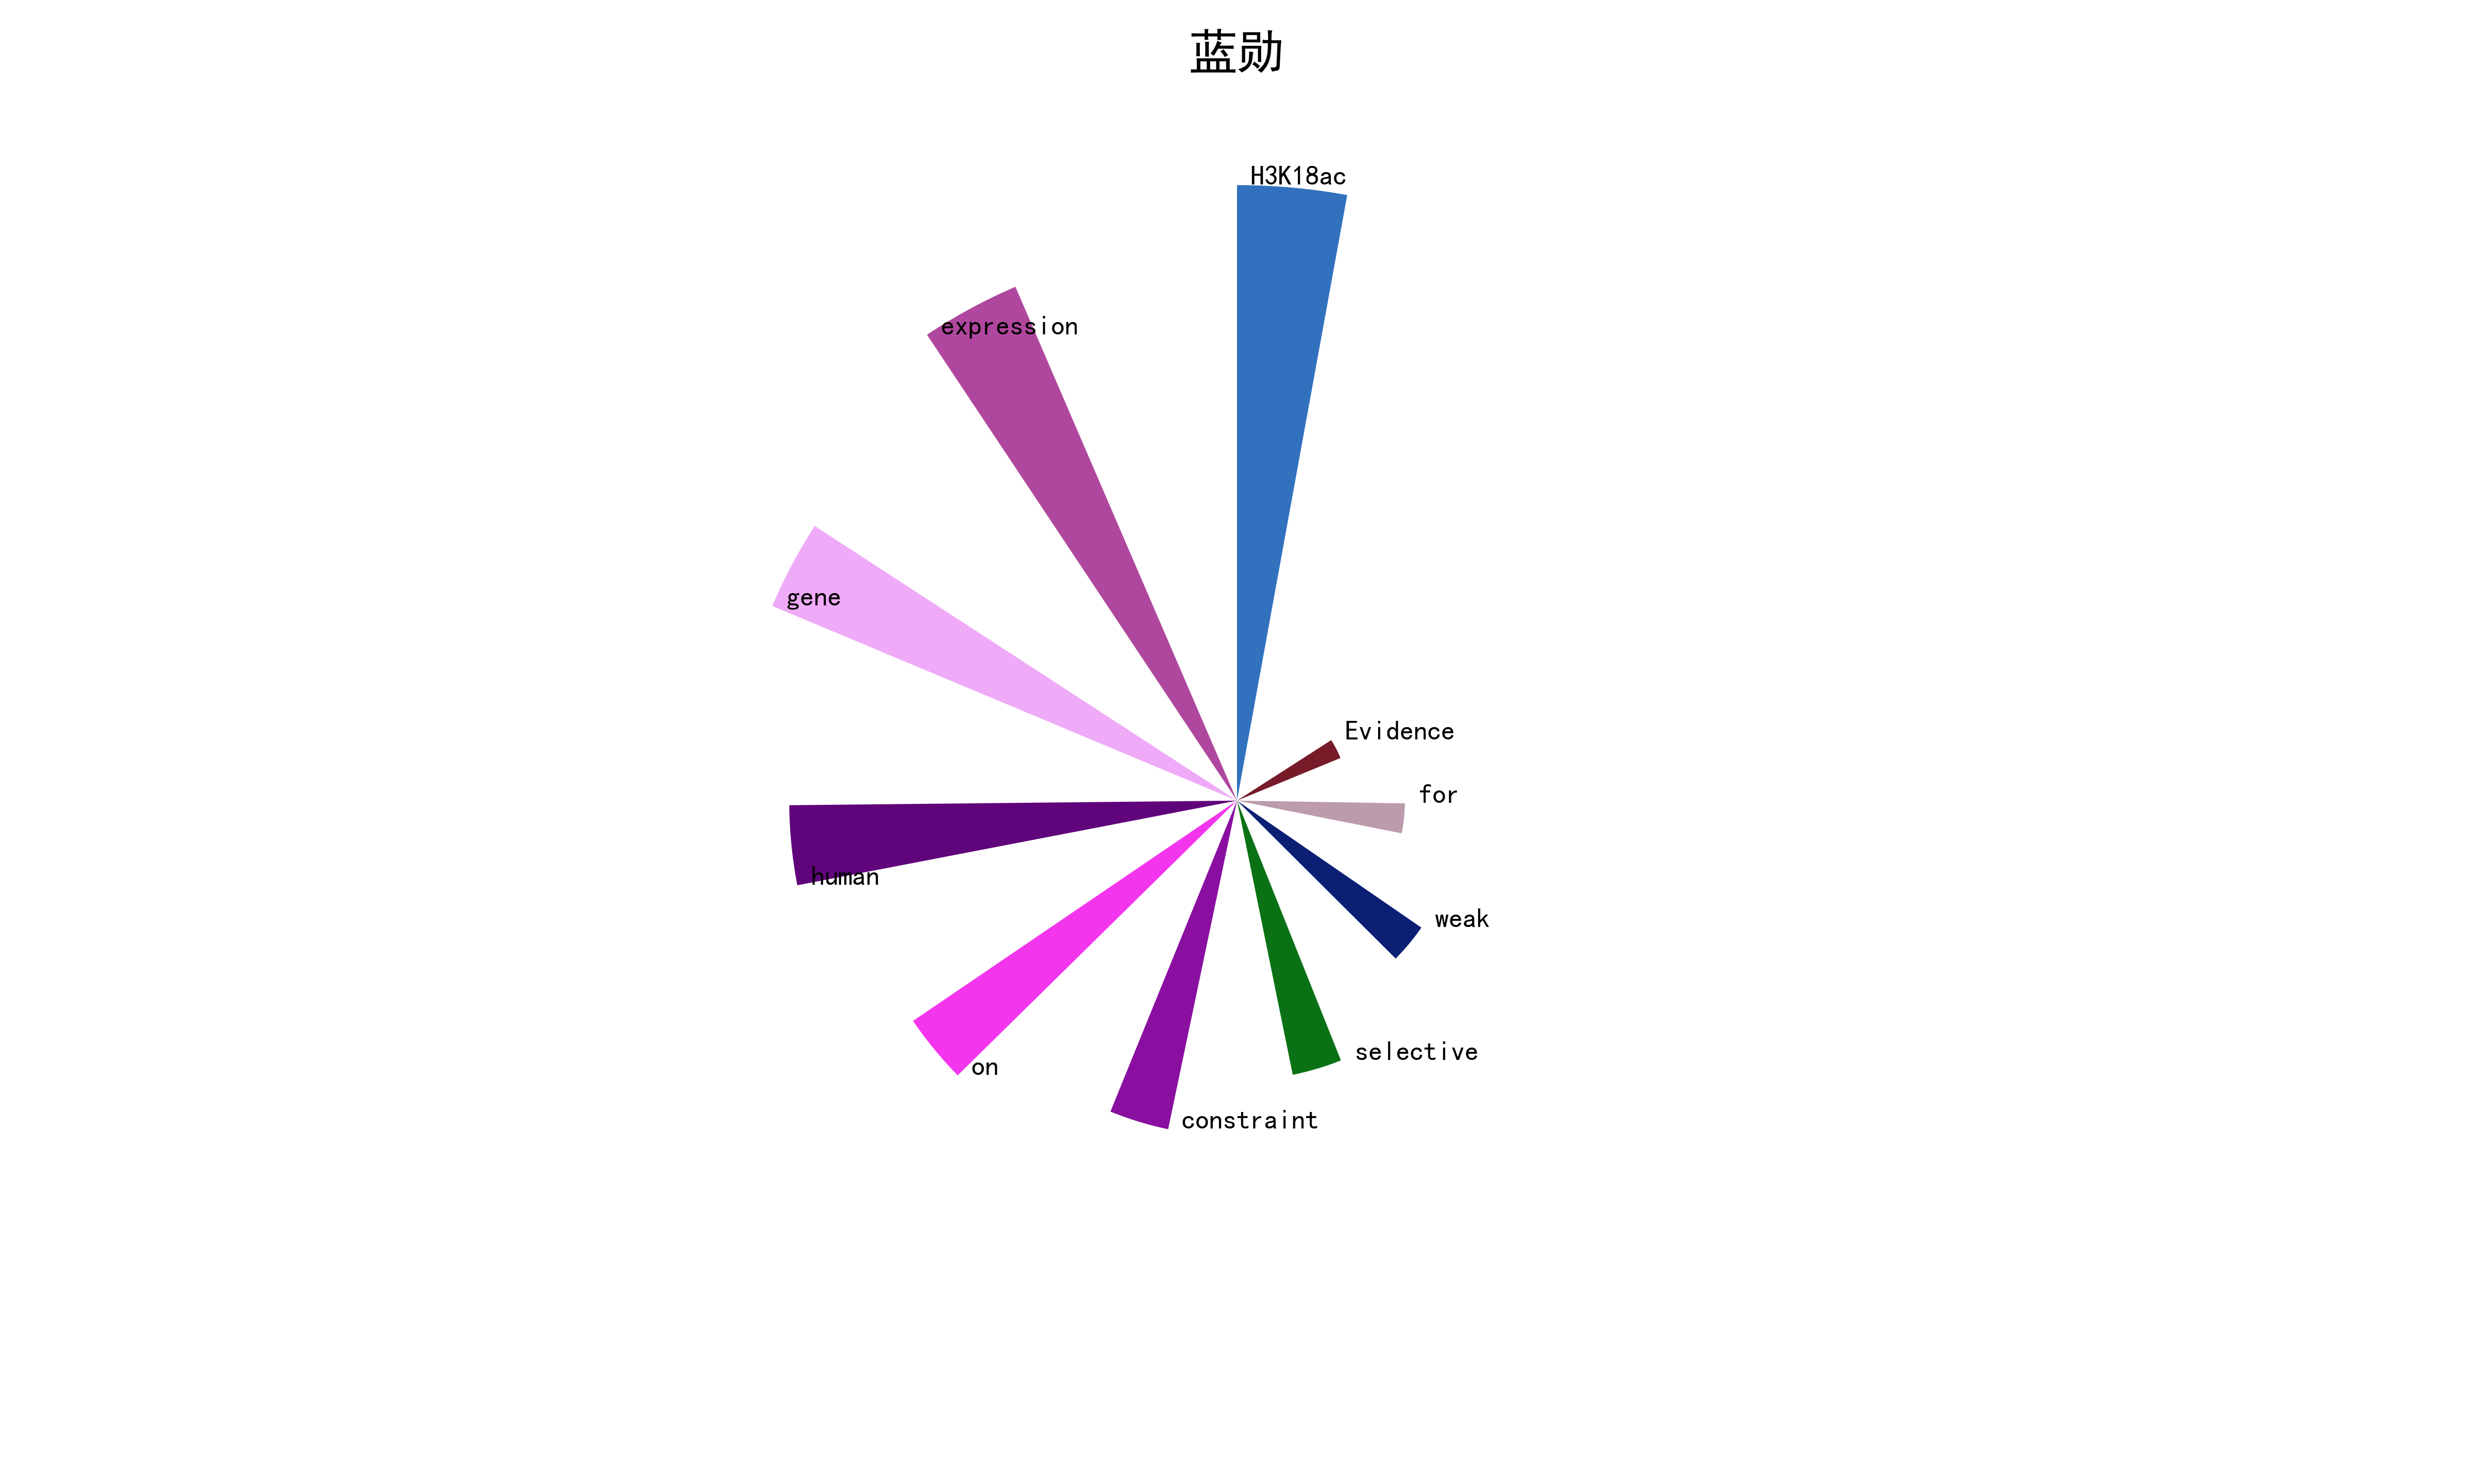 蓝勋
H3K18ac
expression
gene
Evidence
for
human
weak
selective
on
constraint